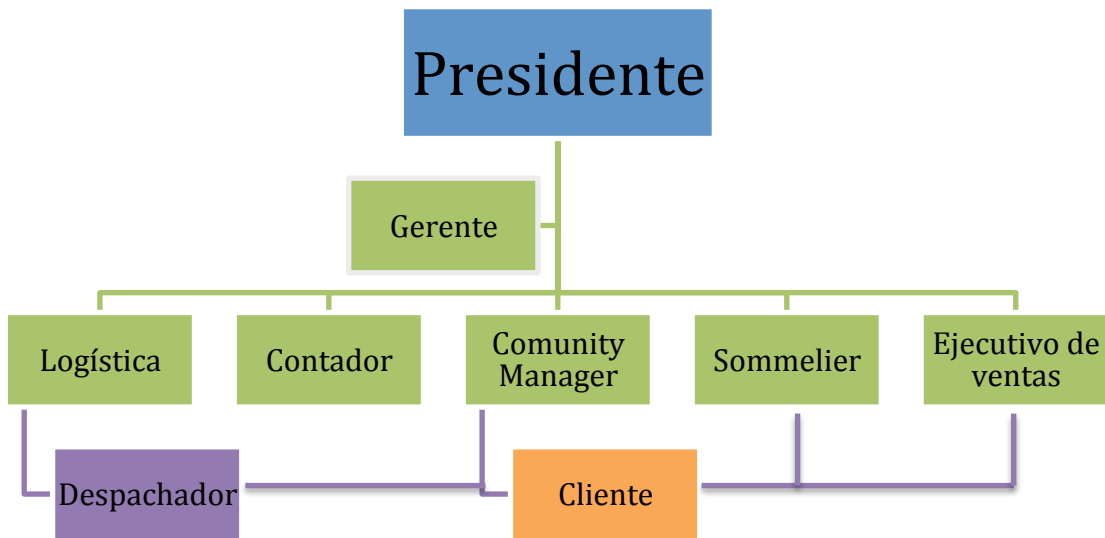 Presidente
Gerente
Logística
Contador
Comunity
Manager
Sommelier
Ejecutivo de
ventas
Despachador
Cliente